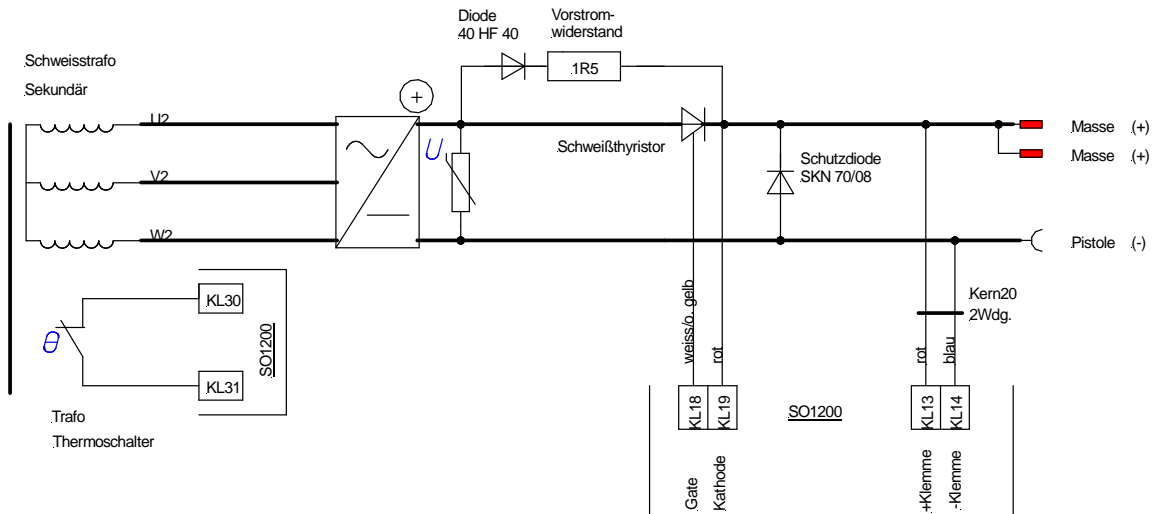 Diode
40 HF 40
Vorstrom-
widerstand
1R5
Schweisstrafo
Sekundär
+
U2
V2
W2
U
Schweißthyristor
Schutzdiode
SKN 70/08
Masse (+)
Masse (+)
Pistole (-)
Kern20
2Wdg.
KL30
KL31
SO1200
θ
Trafo
Thermoschalter
weiss/o. gelb
rot
rot
blau
KL18
KL19
SO1200
KL13
KL14
Gate
Kathode
+Klemme
-Klemme